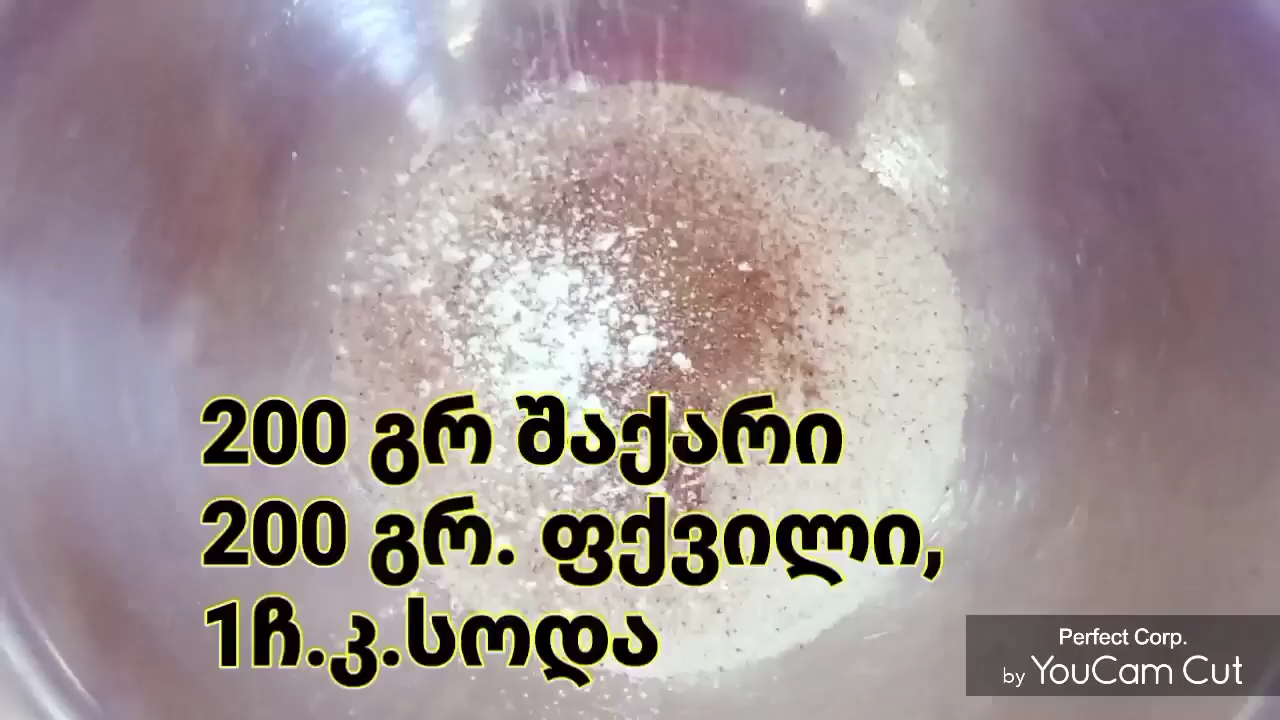 200 გრ შაქარი
200 გრ. ფქვილი,
1ჩ.კ.სოდა
Perfect Corp.
by YouCam Cut